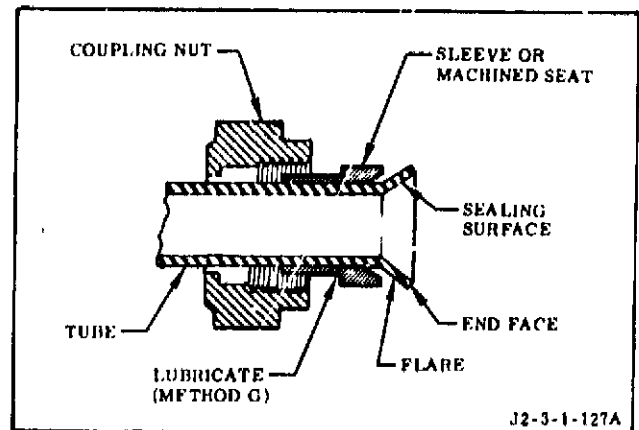 COUPLING NUT
SLEEVE OR
MACHINED SEAT
SEALING
SURFACE
END FACE
FLARE
TUBE
LUBRICATE
(METHOD G)
J2-3-1-127A